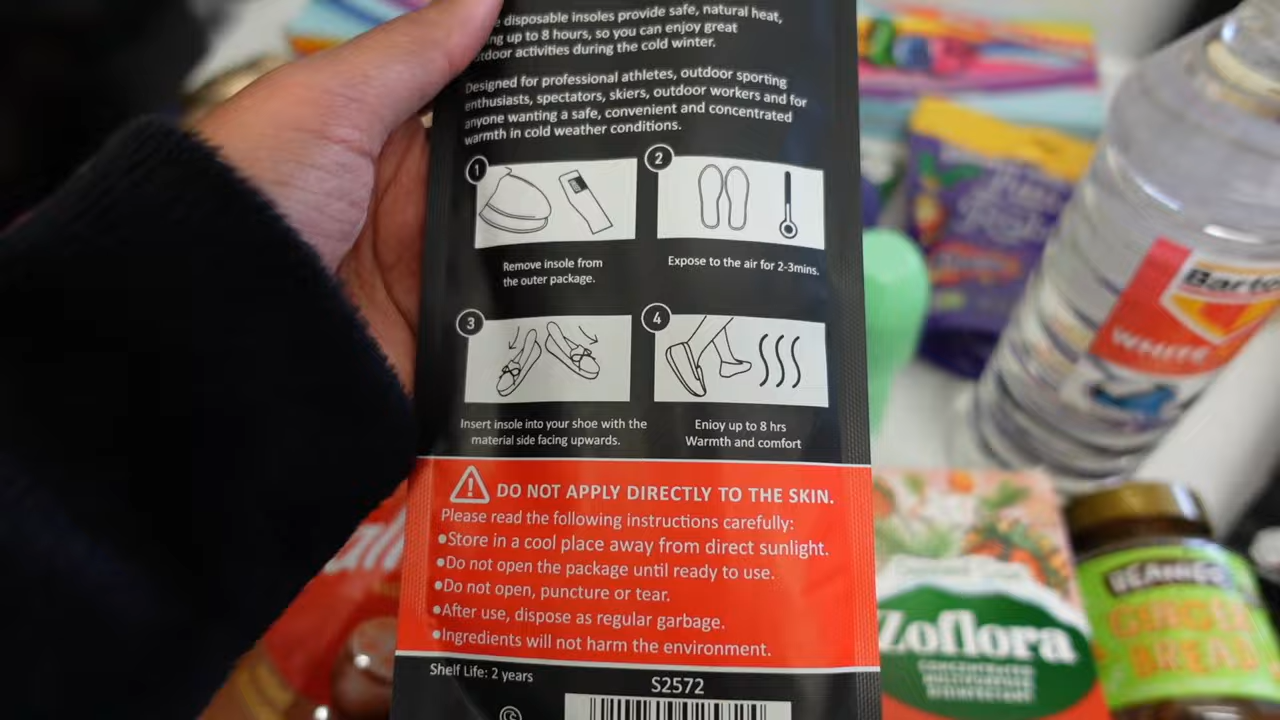 disposable insoles provide safe, natural heat,
up to 8 hours, so you can enjoy great
activities during the cold winter.
Designed for professional athletes, outdoor sporting
enthusiasts, spectators, skiers, outdoor workers and for
anyone wanting a safe, convenient and concentrated
warmth in cold weather conditions.
1
2
Remove insole from
the outer package.
Expose to the air for 2-3mins.
3
4
Insert insole into your shoe with the
material side facing upwards.
Enjoy up to 8 hrs
Warmth and comfort
DO NOT APPLY DIRECTLY TO THE SKIN.
Please read the following instructions carefully:
•Store in a cool place away from direct sunlight.
•Do not open the package until ready to use.
•Do not open, puncture or tear.
•After use, dispose as regular garbage.
•Ingredients will not harm the environment.
Shelf Life: 2 years
S2572
WHITE
Zoflora
CONCENTRATED
MULTIPURPOSE
DISINFECTANT
BEANIES
GINGER
BREAD